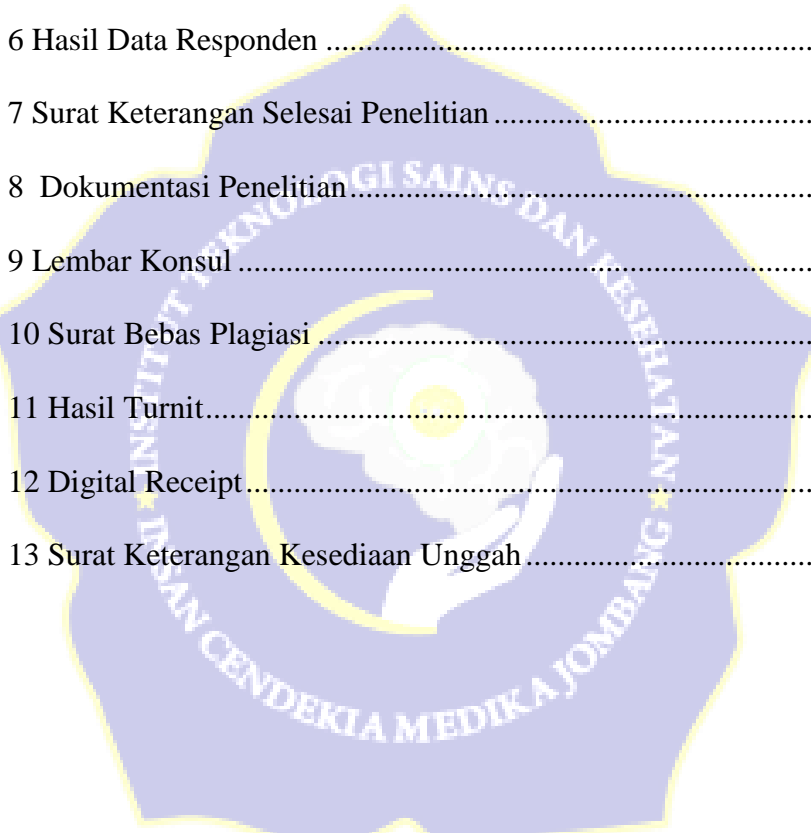 6 Hasil Data Responden ............................................................
7 Surat Keterangan Selesai Penelitian ........................................
8  Dokumentasi Penelitian..........................................................
9 Lembar Konsul .......................................................................
10 Surat Bebas Plagiasi .............................................................
11 Hasil Turnit...........................................................................
12 Digital Receipt......................................................................
13 Surat Keterangan Kesediaan Unggah ...................................
INSTITUT TEKNOLOGI SAINS DAN KESEHATAN
INSAN CENDEKIA MEDIKA JOMBANG